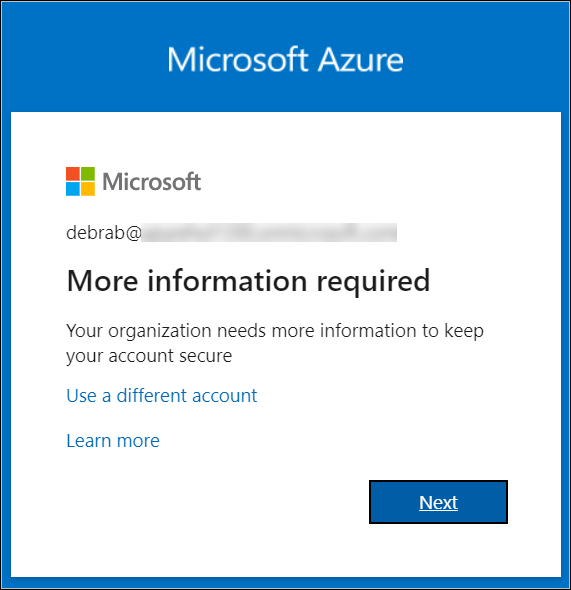 Microsoft Azure
Microsoft
debrab@
More information required
Your organization needs more information to keep
your account secure
Use a different account
Learn more
Next